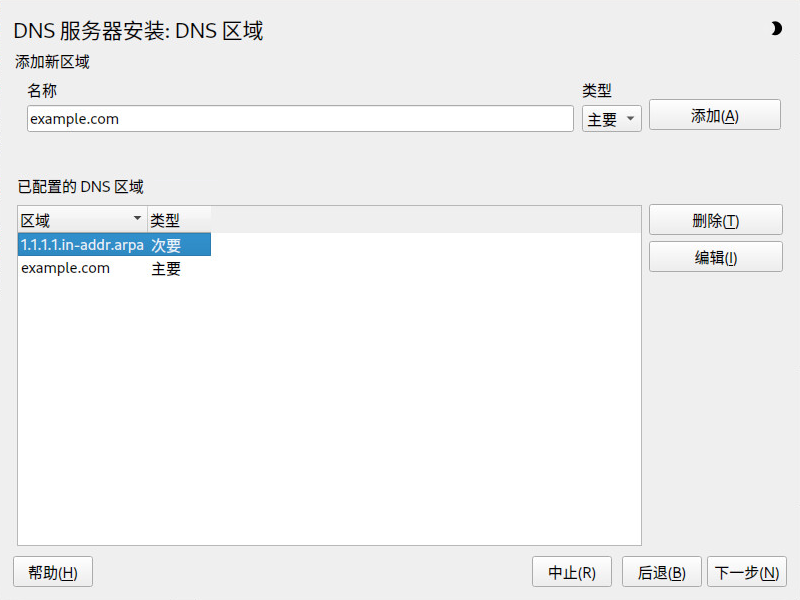 DNS 服务器安装: DNS 区域
添加新区域
名称
类型
example.com
主要
添加(A)
已配置的 DNS 区域
区域
类型
删除(T)
1.1.1.1.in-addr.arpa 次要
编辑(I)
example.com 主要
帮助(H)
中止(R)
后退(B)
下一步(N)